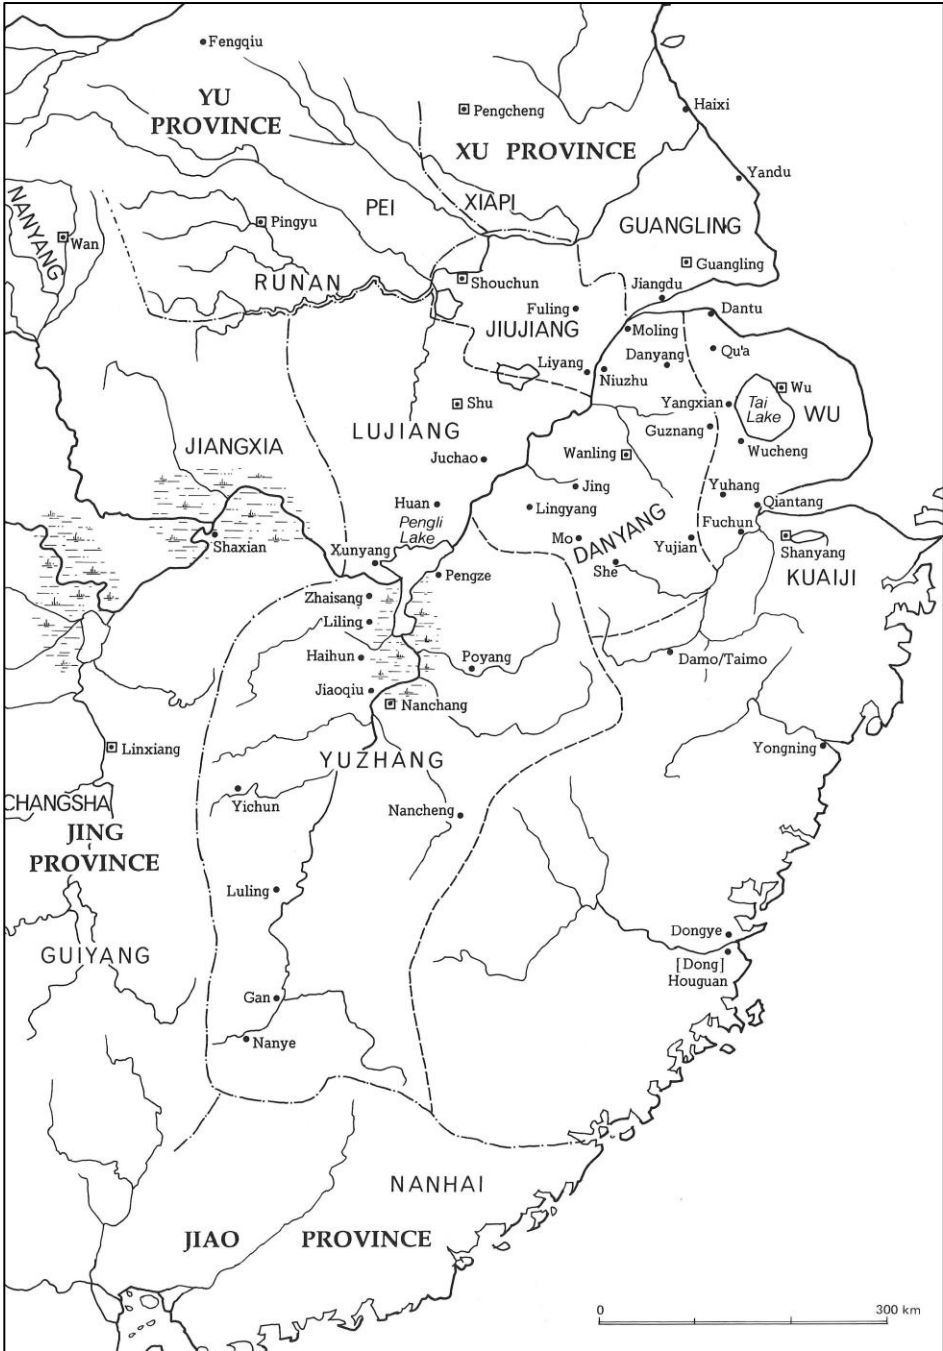 Fengqiu
YU
PROVINCE
Pengcheng
Haixi
XU PROVINCE
Yandu
NANYANG
Wan
Pingyu
PEI
XIAPI
GUANGLING
Guangling
RUNAN
Shouchun
Jiangdu
Fuling
Dantu
JIUJIANG
Moling
Qu'a
Danyang
Liyang
Niuzhu
Wu
Shu
Yangxian
Tai
Lake
WU
LUJIANG
Guznang
JIANGXIA
Wucheng
Juchao
Wanling
Jing
Yuhang
Huan
Lingyang
Qiantang
Pengli
Lake
DANYANG
Fuchun
Shaxian
Mo
Yujian
Shanyang
Xunyang
She
KUAIJI
Pengze
Zhaisang
Liling
Haihun
Poyang
Damo/Taimo
Jiaoqiu
Nanchang
Linxiang
Yongning
YUZHANG
Yichun
CHANGSHA
Nancheng
JING
PROVINCE
Luling
Dongye
GUIYANG
[Dong]
Houguan
Gan
Nanye
NANHAI
JIAO PROVINCE
0 300 km